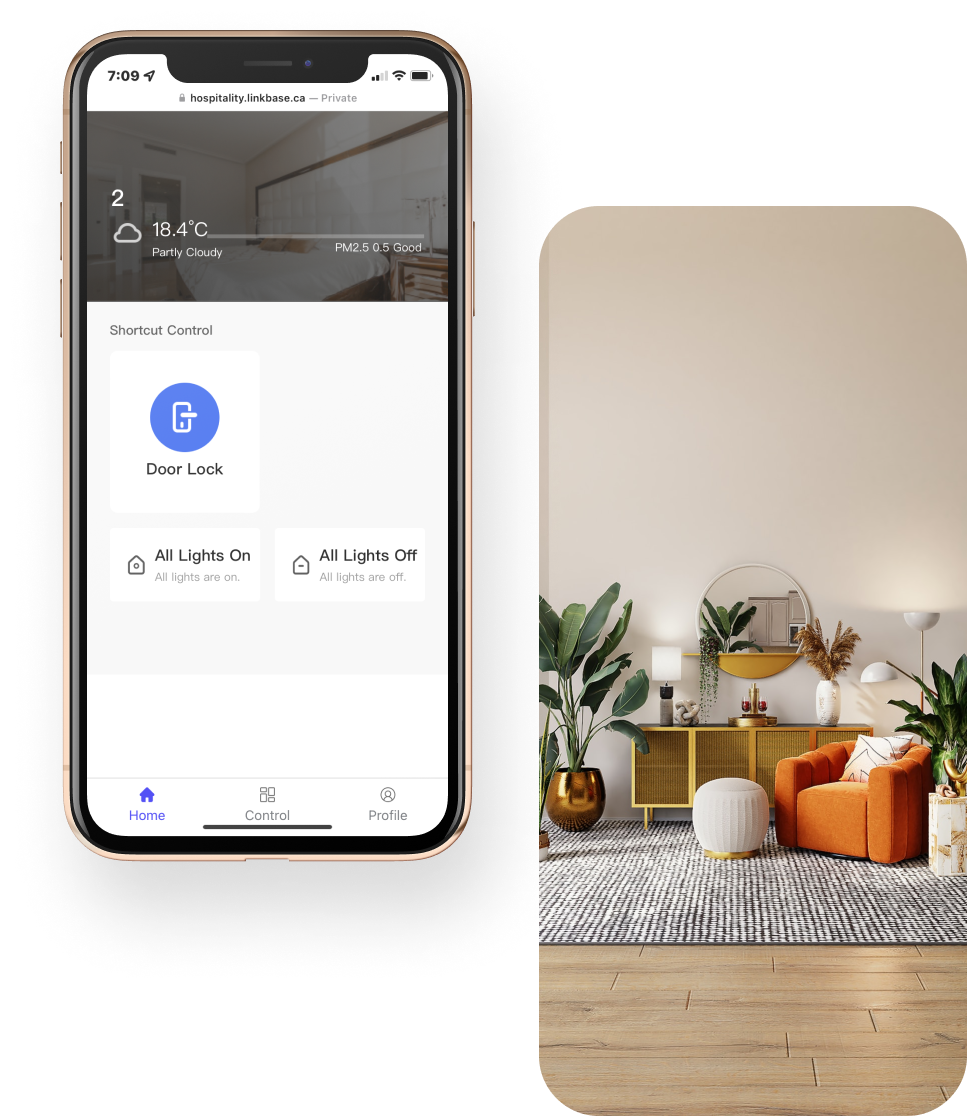 7:09
hospitality.linkbase.ca — Private
2
18.4°C
Partly Cloudy
PM2.5 0.5 Good
Shortcut Control
Door Lock
All Lights On
All lights are on.
All Lights Off
All lights are off.
Home
Control
Profile